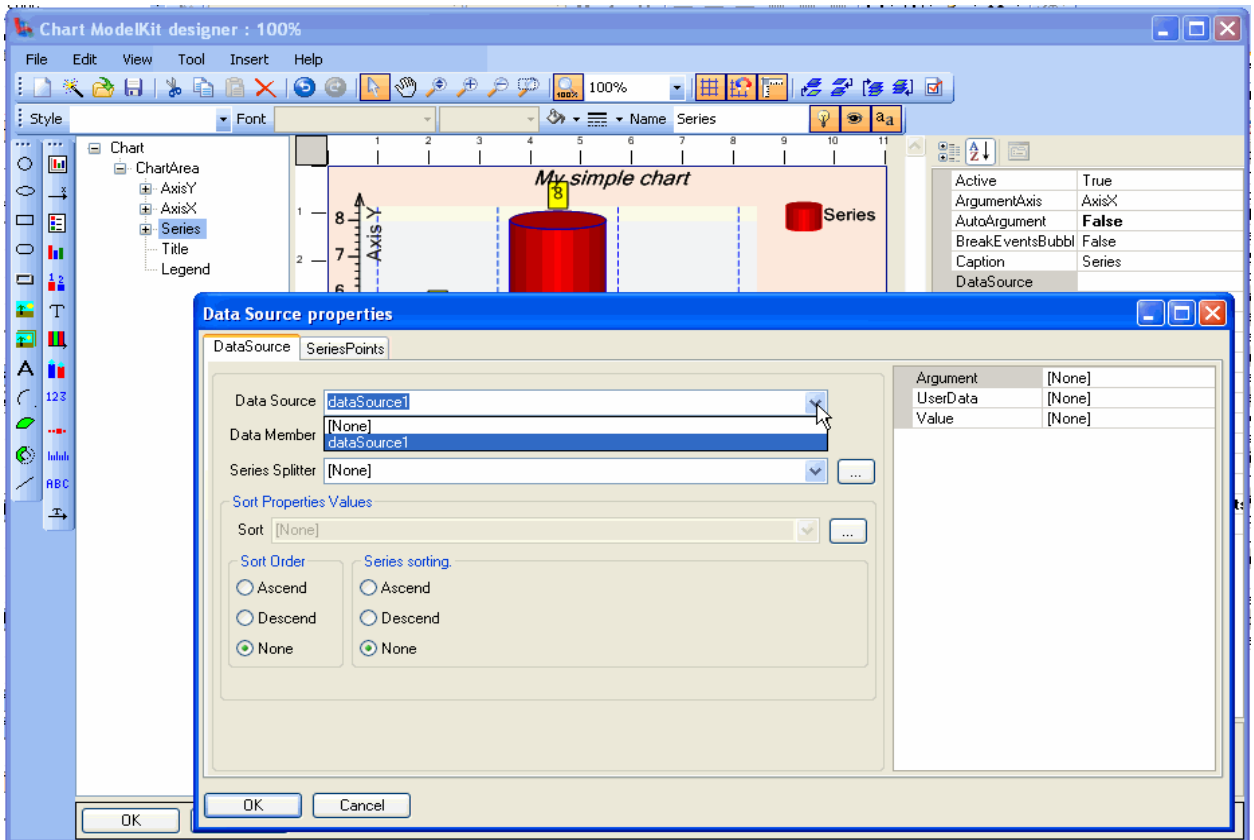 Chart ModelKit designer : 100%
File Edit View Tool Insert Help
100% 100%
Style Font Name Series aa
Chart
ChartArea
AxisY
AxisX
Series
Title
Legend
1 2 3 4 5 6 7 8 9 10 11
1
2
My simple chart
8
8
7
6
Axis Y
Series
A
T
123
ABC
Active True
ArgumentAxis AxisX
AutoArgument False
BreakEventsBubbl False
Caption Series
DataSource
Data Source properties
DataSource SeriesPoints
Data Source dataSource1
[None]
dataSource1
Data Member
Series Splitter [None] ...
Sort Properties Values
Sort [None] ...
Sort Order Series sorting.
Ascend Ascend
Descend Descend
None None
Argument [None]
UserData [None]
Value [None]
OK Cancel
OK